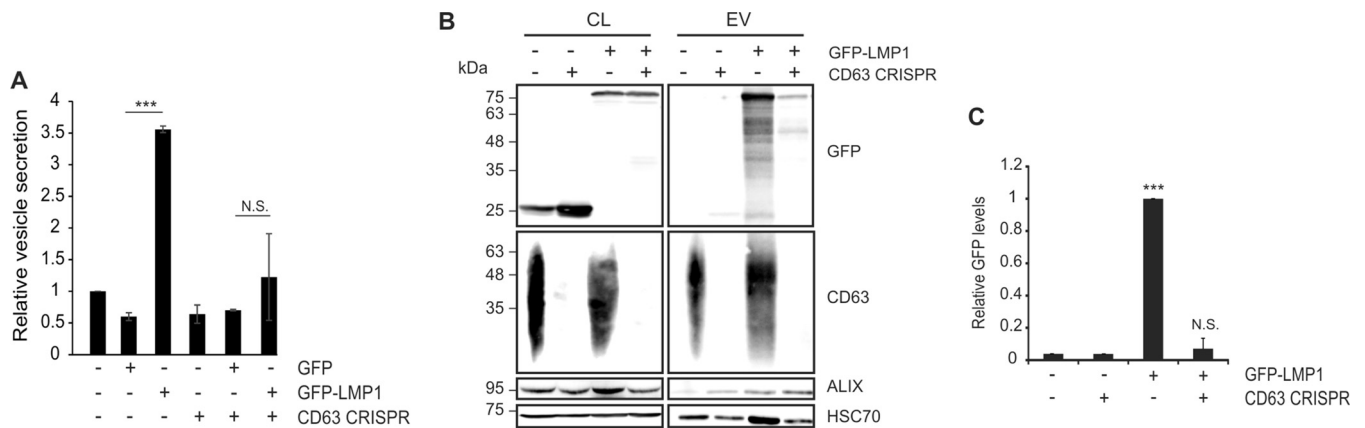 A
Relative vesicle secretion
4
3.5
3
2.5
2
1.5
1
0.5
0
***
N.S.
- + - - + - GFP
- - + - - + GFP-LMP1
- - - + + + CD63 CRISPR
B
CL EV
- - + + - - + + GFP-LMP1
- + - + - + - + CD63 CRISPR
kDa
75
63
48
35
25
GFP
63
48
35
CD63
95
ALIX
75
HSC70
C
Relative GFP levels
1.2
1
0.8
0.6
0.4
0.2
0
***
N.S.
- - + + GFP-LMP1
- + - + CD63 CRISPR